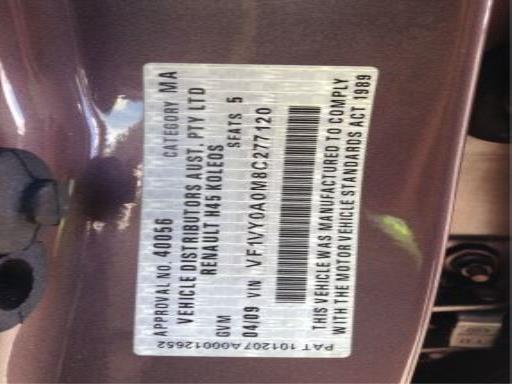 APPROVAL NO. 40056 CATEGORY MA
VEHICLE DISTRIBUTORS AUST. PTY LTD
RENAULT H45 KOLEOS
GVM SEATS 5
04/09 VIN VF1VY0A0M8C277120
THIS VEHICLE WAS MANUFACTURED TO COMPLY
WITH THE MOTOR VEHICLE STANDARDS ACT 1989
PAT 101207A00012652